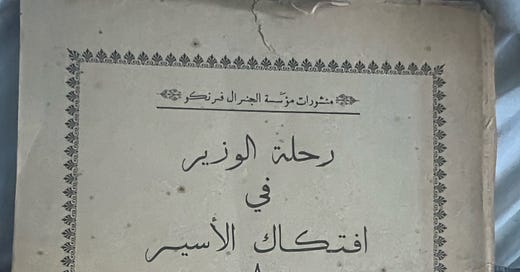 منشورات مؤسسة الجنرال فرنكو
رحلة الوزير
في
افتكاك الأسير